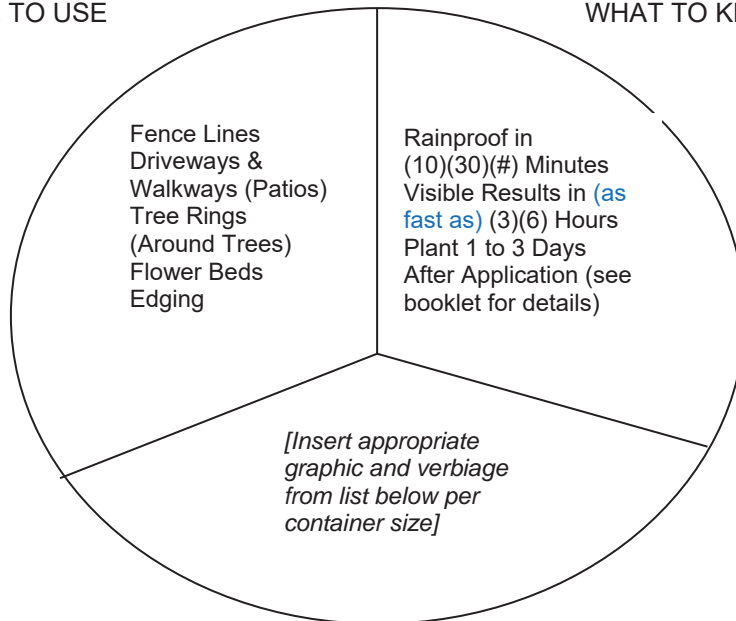 TO USE
WHAT TO
Fence Lines
Driveways &
Walkways (Patios)
Tree Rings
(Around Trees)
Flower Beds
Edging
Rainproof in
(10)(30)(#) Minutes
Visible Results in (as
fast as) (3)(6) Hours
Plant 1 to 3 Days
After Application (see
booklet for details)
[Insert appropriate
graphic and verbiage
from list below per
container size]